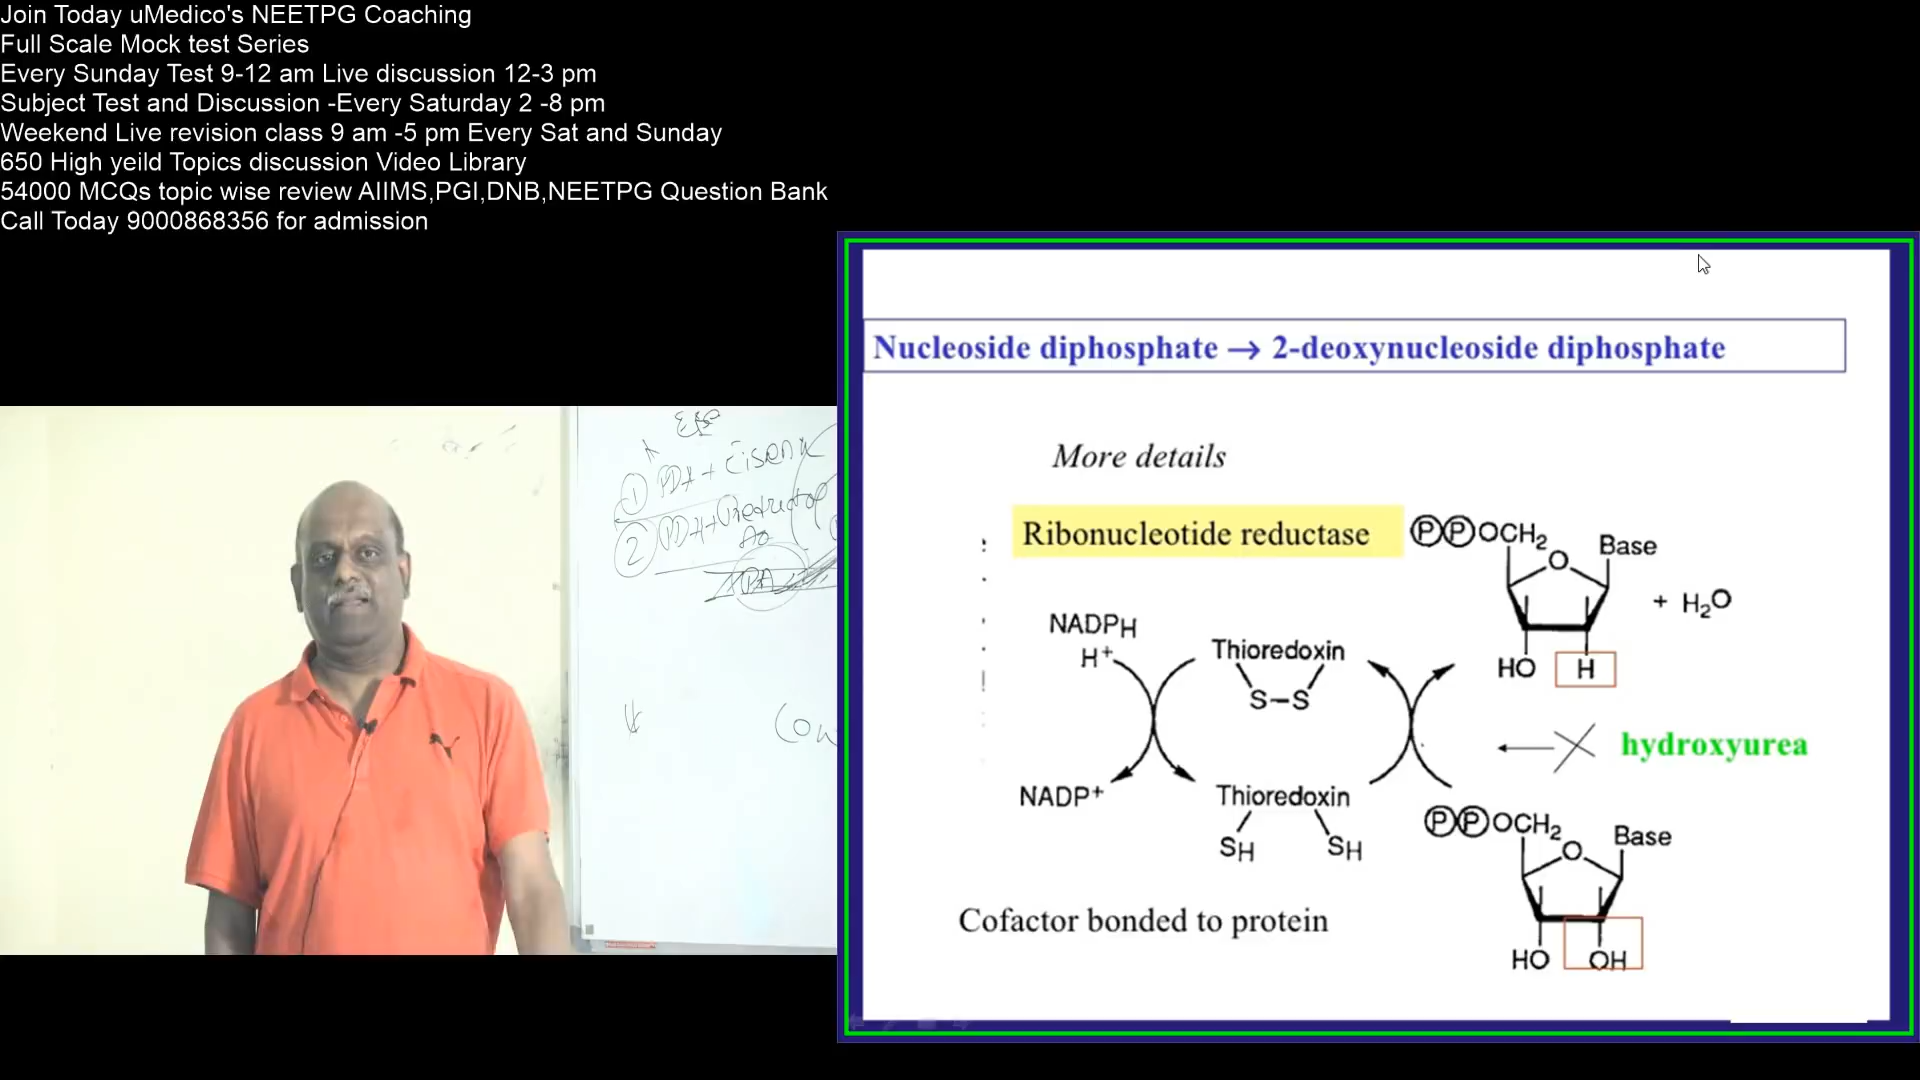 Join Today uMedico's NEETPG Coaching
Full Scale Mock test Series
Every Sunday Test 9-12 am Live discussion 12-3 pm
Subject Test and Discussion -Every Saturday 2 -8 pm
Weekend Live revision class 9 am -5 pm Every Sat and Sunday
650 High yeild Topics discussion Video Library
54000 MCQs topic wise review AIIMS,PGI,DNB,NEETPG Question Bank
Call Today 9000868356 for admission
1 PDA +
2 PDA +
Nucleoside diphosphate → 2-deoxynucleoside diphosphate
More details
Ribonucleotide reductase
ⓅⓅOCH₂ Base
O
+ H₂O
HO H
NADPH
H⁺
Thioredoxin
S–S
hydroxyurea
NADP⁺
Thioredoxin
SH SH
ⓅⓅOCH₂ Base
O
HO OH
Cofactor bonded to protein